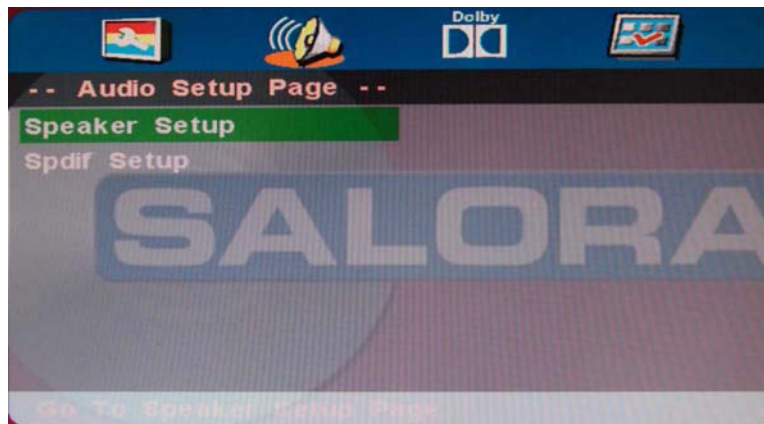 Dolby
-- Audio Setup Page --
Speaker Setup
Spdif Setup
SALORA
Go To Speaker Setup Page